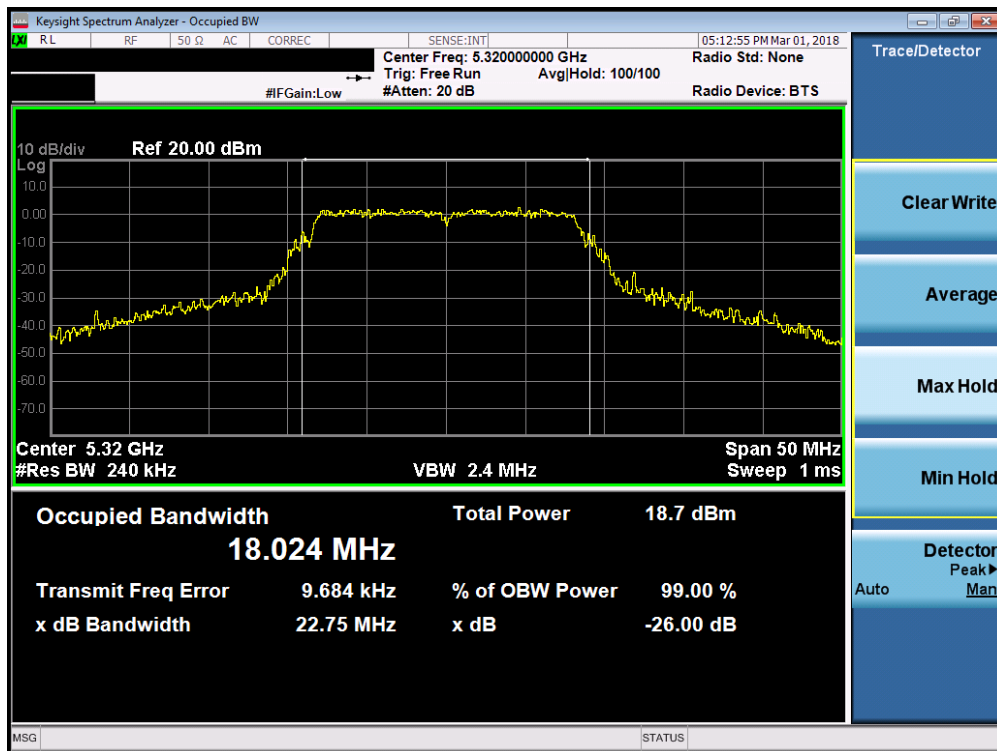 Keysight Spectrum Analyzer - Occupied BW
LXI RL RF 50 Ω AC CORREC SENSE:INT 05:12:55 PM Mar 01, 2018
Center Freq: 5.320000000 GHz Radio Std: None
Trig: Free Run Avg|Hold: 100/100
#IFGain:Low #Atten: 20 dB Radio Device: BTS
Trace/Detector
10 dB/div Ref 20.00 dBm
Log
10.0
0.00
-10.0
-20.0
-30.0
-40.0
-50.0
-60.0
-70.0
Center 5.32 GHz Span 50 MHz
#Res BW 240 kHz VBW 2.4 MHz Sweep 1 ms
Occupied Bandwidth Total Power 18.7 dBm
18.024 MHz
Transmit Freq Error 9.684 kHz % of OBW Power 99.00 %
x dB Bandwidth 22.75 MHz x dB -26.00 dB
Clear Write
Average
Max Hold
Min Hold
Detector
Peak▶
Auto Man
MSG STATUS